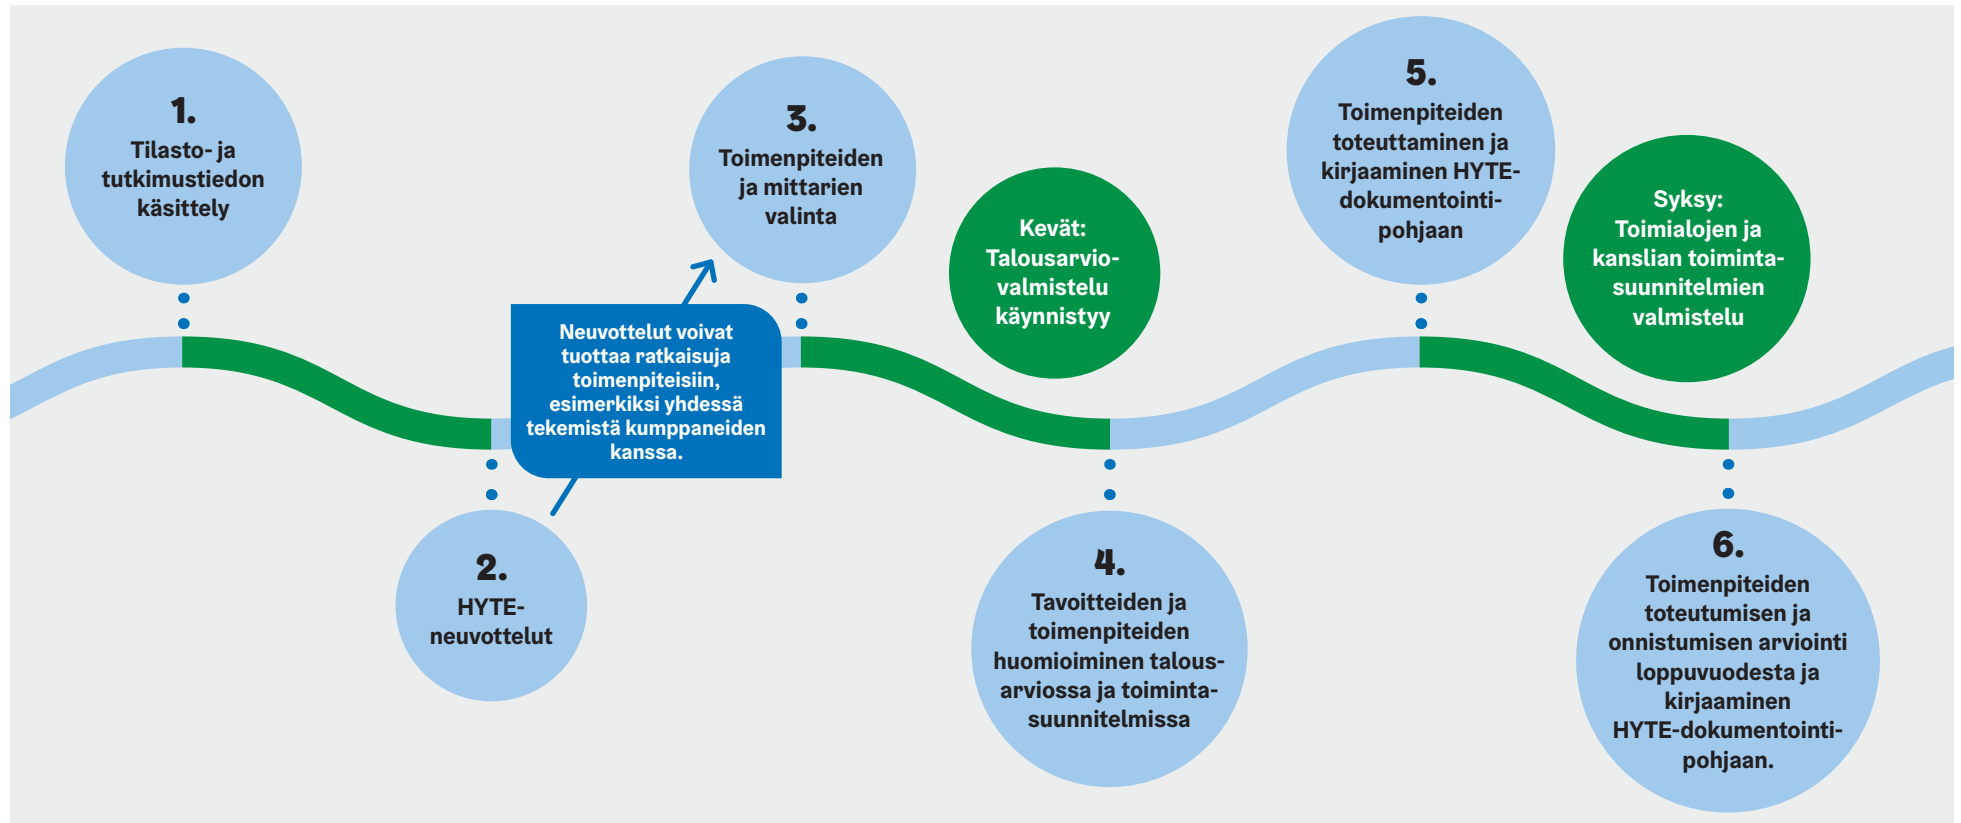 1.
Tilasto- ja
tutkimustiedon
käsittely
2.
HYTE-
neuvottelut
Neuvottelut voivat
tuottaa ratkaisuja
toimenpiteisiin,
esimerkiksi yhdessä
tekemistä kumppaneiden
kanssa.
3.
Toimenpiteiden
ja mittarien
valinta
Kevät:
Talousarvio-
valmistelu
käynnistyy
4.
Tavoitteiden ja
toimenpiteiden
huomioiminen talous-
arviossa ja toiminta-
suunnitelmissa
5.
Toimenpiteiden
toteuttaminen ja
kirjaaminen HYTE-
dokumentointi-
pohjaan
Syksy:
Toimialojen ja
kanslian toiminta-
suunnitelmien
valmistelu
6.
Toimenpiteiden
toteutumisen ja
onnistumisen arviointi
loppuvuodesta ja
kirjaaminen
HYTE-dokumentointi-
pohjaan.